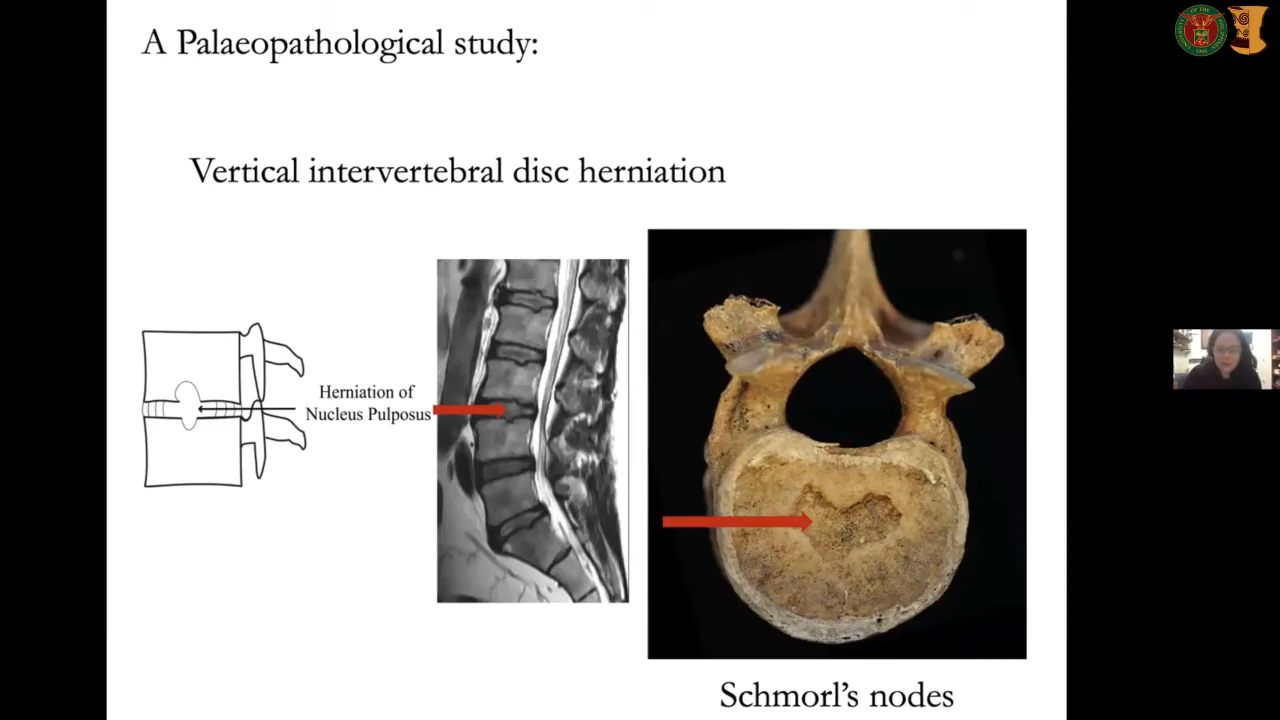 A Palaeopathological study:
Vertical intervertebral disc herniation
Herniation of
Nucleus Pulposus
Schmorl's nodes